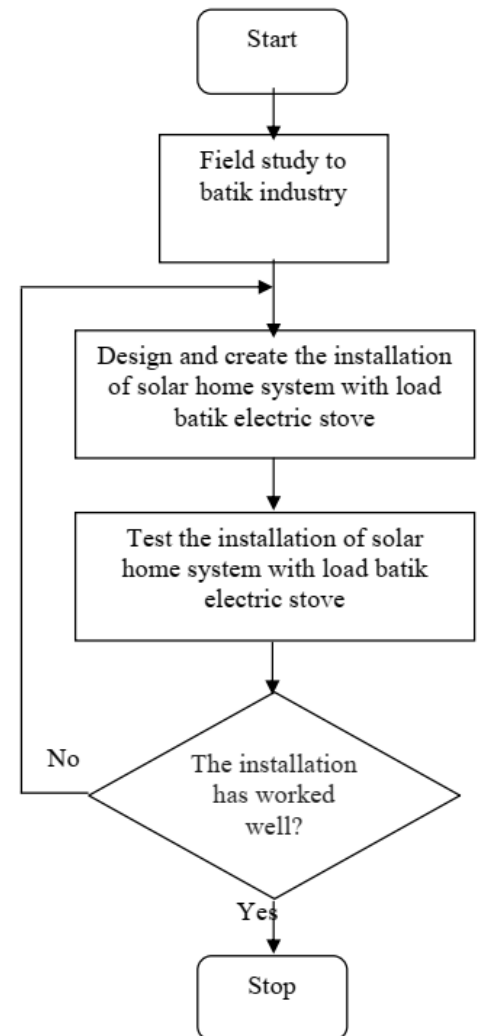 Start
Field study to
batik industry
Design and create the installation
of solar home system with load
batik electric stove
Test the installation of solar
home system with load batik
electric stove
No
The installation
has worked
well?
Yes
Stop